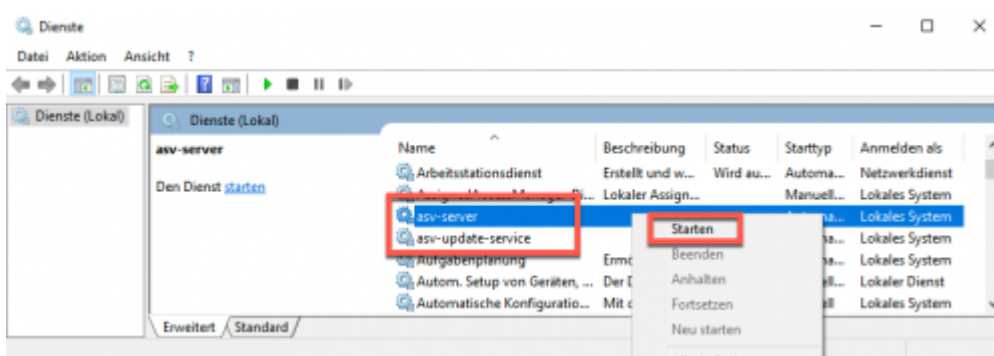 Dienste
Datei Aktion Ansicht ?
Dienste (Lokal)
Dienste (Lokal)
asv-server
Den Dienst starten
Name Beschreibung Status Starttyp Anmelden als
Arbeitsstationsdienst Erstellt und w... Wird au... Automa... Netzwerkdienst
Lokaler Assign... Manuell... Lokales System
asv-server Lokales System
asv-update-service Lokales System
Aufgabenplanung Lokales System
Autom. Setup von Geräten, ... Der Lokaler Dienst
Automatische Konfiguratio... Mit Lokales System
Starten
Beenden
Anhalten
Fortsetzen
Neu starten
Erweitert Standard